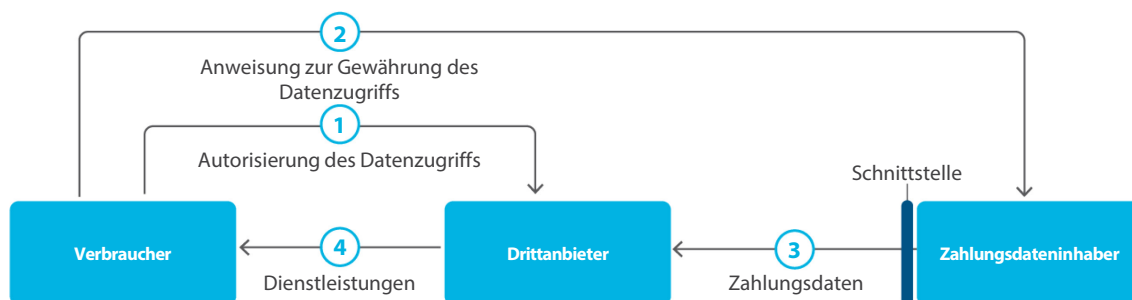 2
Anweisung zur Gewährung des
Datenzugriffs
1
Autorisierung des Datenzugriffs
Schnittstelle
Verbraucher
4
Dienstleistungen
Drittanbieter
3
Zahlungsdaten
Zahlungsdateninhaber